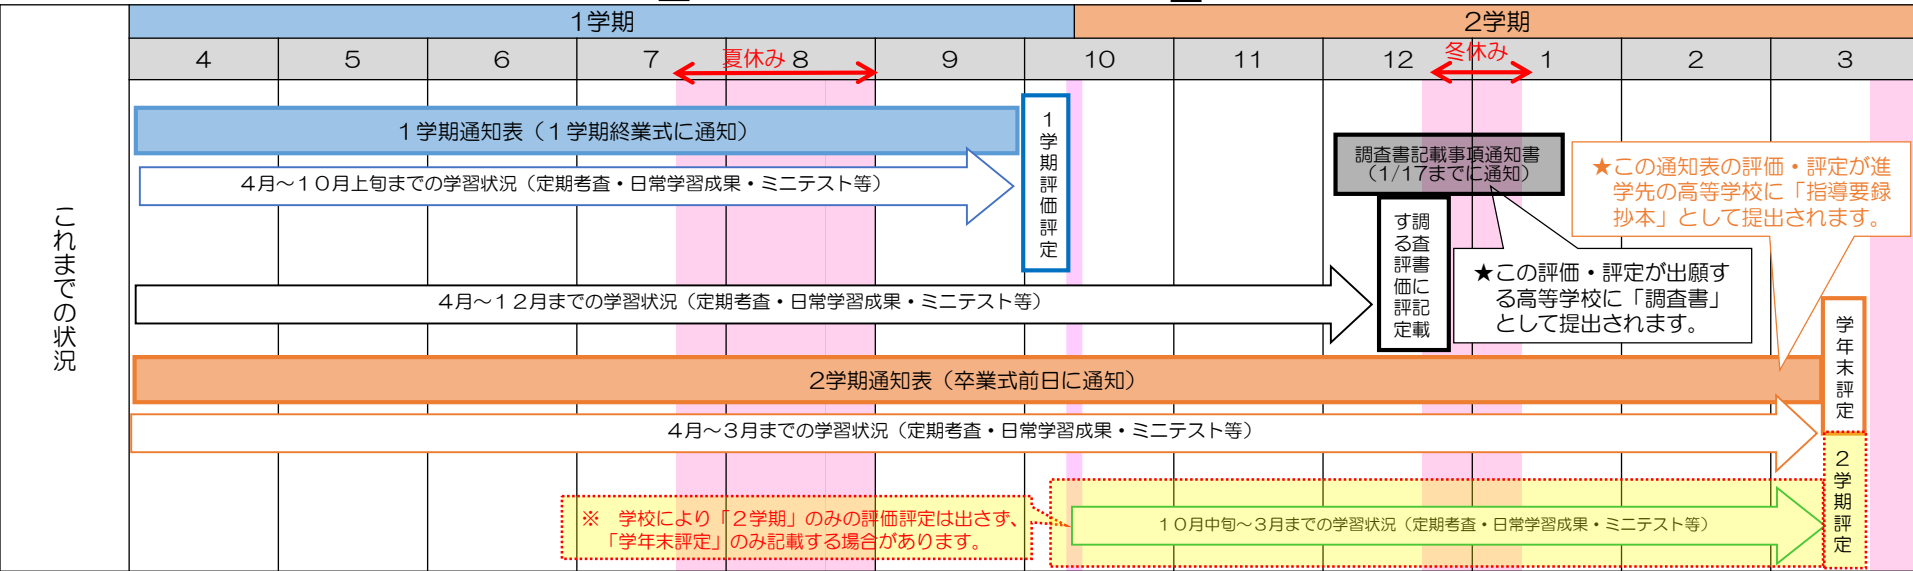 1学期
2学期
4
5
6
7
夏休み
8
9
10
11
12
冬休み
1
2
3
これまでの状況
1学期通知表（1学期終業式に通知）
4月～10月上旬までの学習状況（定期考査・日常学習成果・ミニテスト等）
1学期評価評定
調査書記載事項通知書
（1/17までに通知）
★この通知表の評価・評定が進
学先の高等学校に「指導要録
抄本」として提出されます。
調査書に記載
する評価評定
★この評価・評定が出願す
る高等学校に「調査書」
として提出されます。
4月～12月までの学習状況（定期考査・日常学習成果・ミニテスト等）
2学期通知表（卒業式前日に通知）
学年末評定
4月～3月までの学習状況（定期考査・日常学習成果・ミニテスト等）
※　学校により「2学期」のみの評価評定は出さず、
「学年末評定」のみ記載する場合があります。
10月中旬～3月までの学習状況（定期考査・日常学習成果・ミニテスト等）
2学期評定